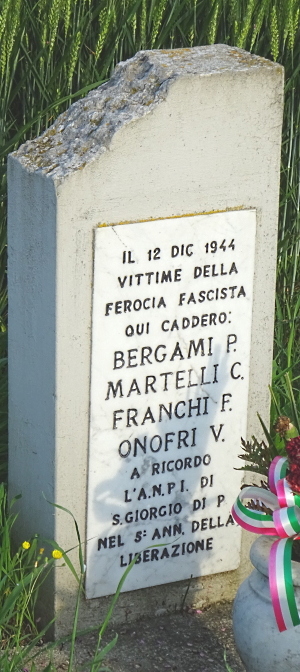 IL 12 DIC 1944
VITTIME DELLA
FEROCIA FASCISTA
QUI CADDERO:
BERGAMI P.
MARTELLI C.
FRANCHI F.
ONOFRI V.
A RICORDO
L'A.N.P.I. DI
S. GIORGIO DI P.
NEL 5º ANN. DELLA
LIBERAZIONE